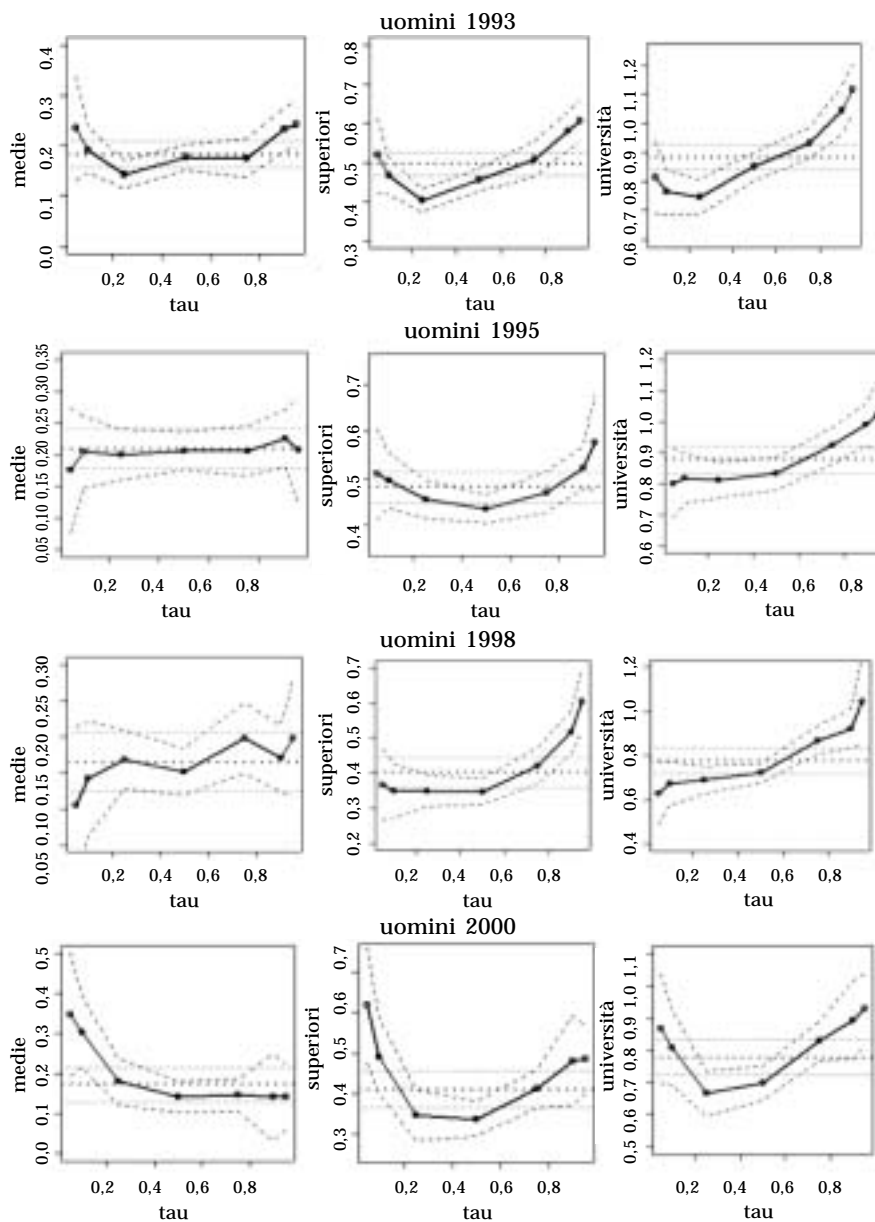 uomini 1993
medie
0,4
0,3
0,2
0,1
0,0
0,2 0,4 0,6 0,8
tau
superiori
0,8
0,7
0,6
0,5
0,4
0,3
0,2 0,4 0,6 0,8
tau
università
1,2
1,1
1,0
0,9
0,8
0,7
0,6
0,2 0,4 0,6 0,8
tau
uomini 1995
medie
0,35
0,30
0,25
0,20
0,15
0,10
0,05
0,2 0,4 0,6 0,8
tau
superiori
0,7
0,6
0,5
0,4
0,2 0,4 0,6 0,8
tau
università
1,2
1,1
1,0
0,9
0,8
0,7
0,6
0,2 0,4 0,6 0,8
tau
uomini 1998
medie
0,30
0,25
0,20
0,15
0,10
0,05
0,2 0,4 0,6 0,8
tau
superiori
0,7
0,6
0,5
0,4
0,3
0,2
0,2 0,4 0,6 0,8
tau
università
1,2
1,0
0,8
0,6
0,4
0,2 0,4 0,6 0,8
tau
uomini 2000
medie
0,5
0,4
0,3
0,2
0,1
0,0
0,2 0,4 0,6 0,8
tau
superiori
0,7
0,6
0,5
0,4
0,3
0,2 0,4 0,6 0,8
tau
università
1,1
1,0
0,9
0,8
0,7
0,6
0,5
0,2 0,4 0,6 0,8
tau